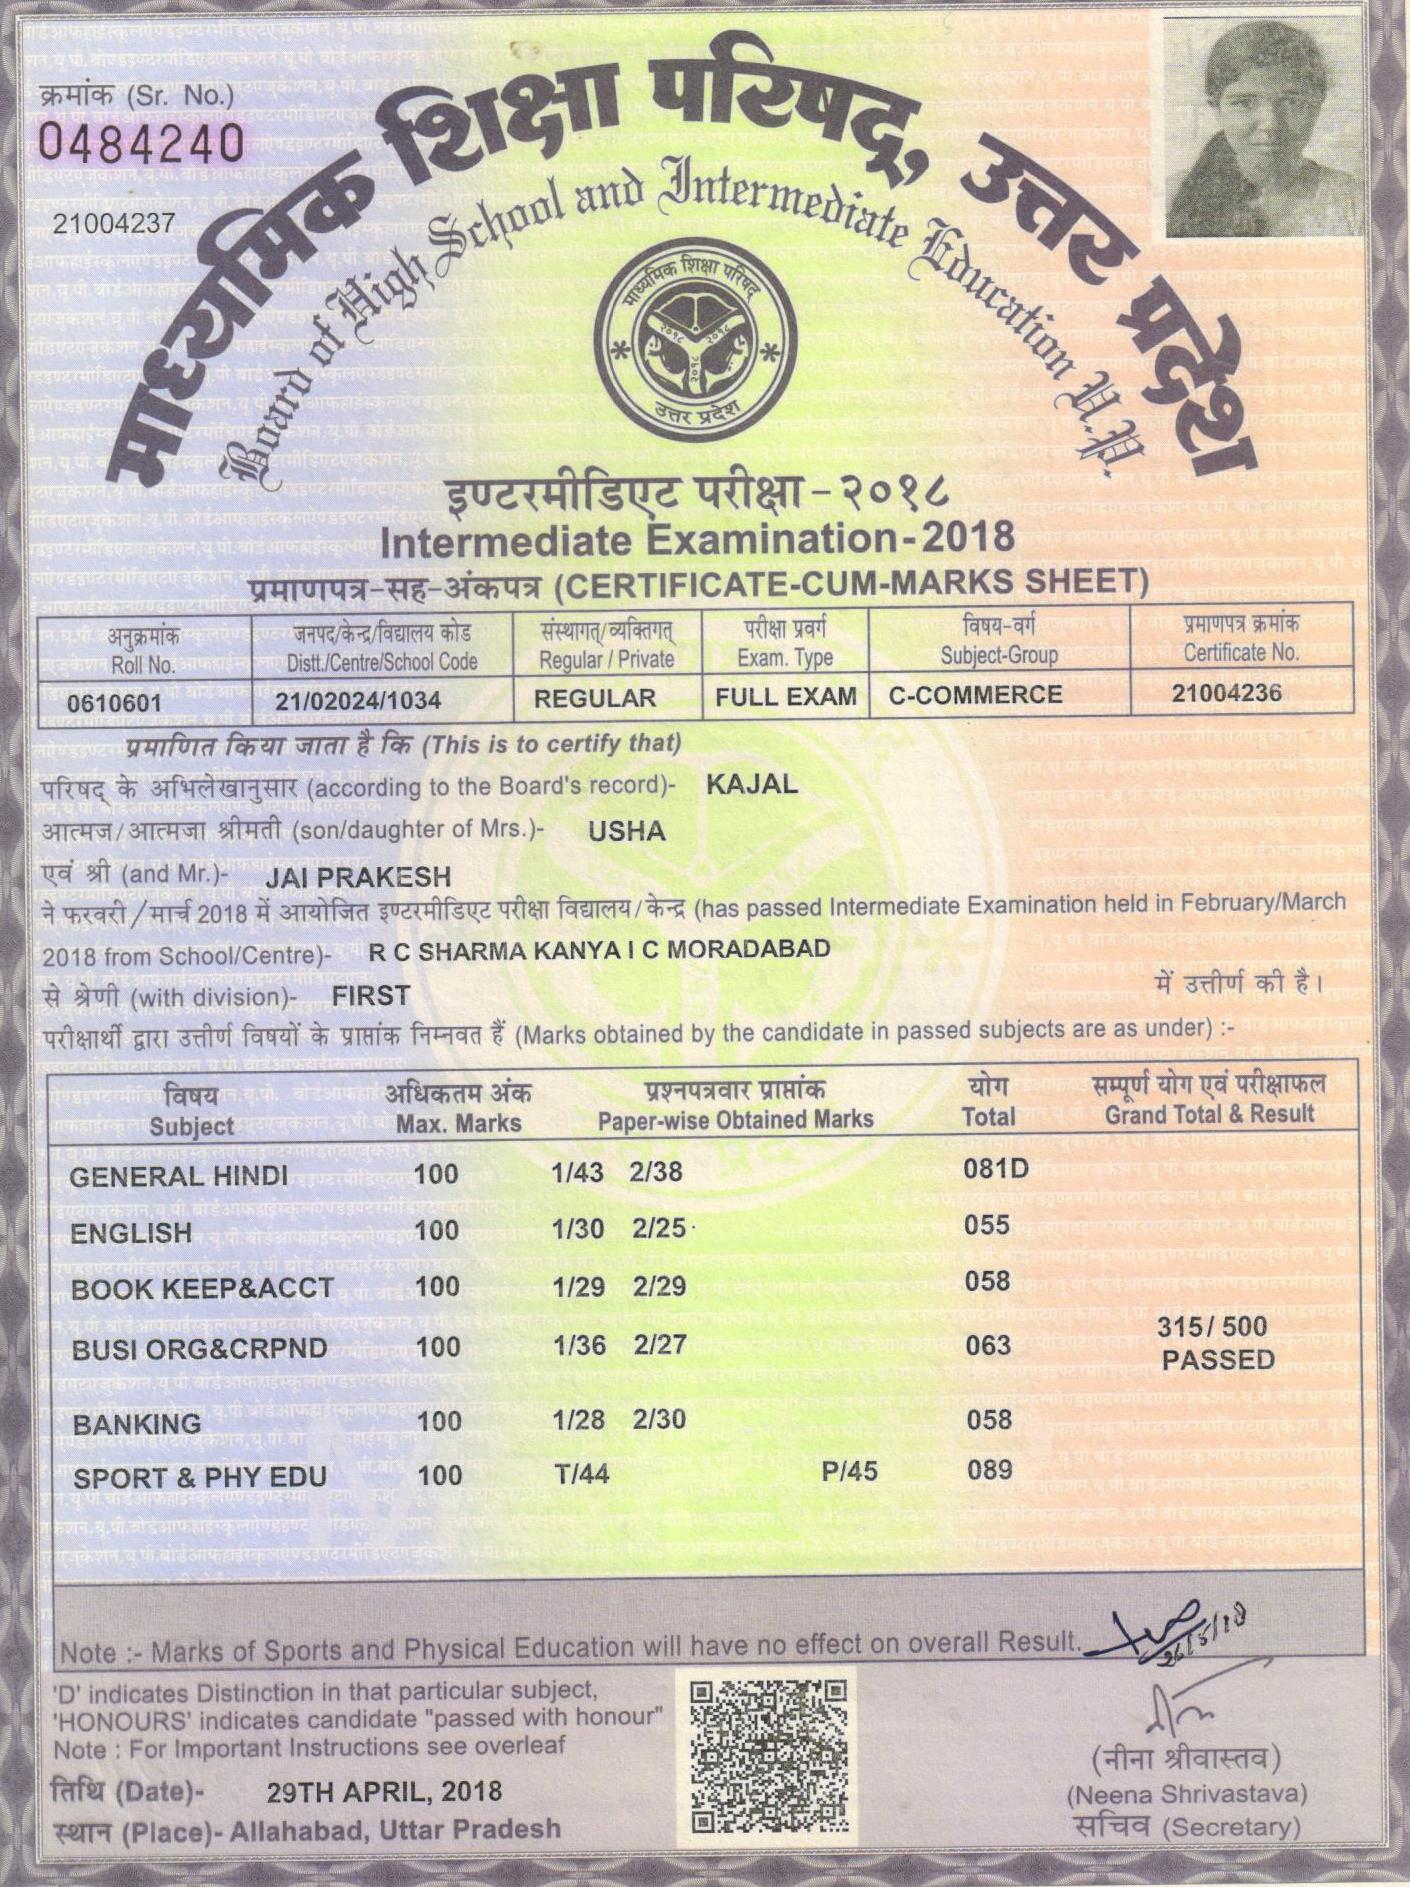 क्रमांक (Sr. No.)
0484240
21004237
माध्यमिक शिक्षा परिषद्, उत्तर प्रदेश
Board of High School and Intermediate Education U.P.
माध्यमिक शिक्षा परिषद्
२०१८ २०१८
२०१८
उत्तर प्रदेश
इण्टरमीडिएट परीक्षा - २०१८
Intermediate Examination - 2018
प्रमाणपत्र-सह-अंकपत्र (CERTIFICATE-CUM-MARKS SHEET)
अनुक्रमांक जनपद/केन्द्र/विद्यालय कोड संस्थागत्/व्यक्तिगत् परीक्षा प्रवर्ग विषय-वर्ग प्रमाणपत्र क्रमांक
Roll No. Distt./Centre/School Code Regular / Private Exam. Type Subject-Group Certificate No.
0610601 21/02024/1034 REGULAR FULL EXAM C-COMMERCE 21004236
प्रमाणित किया जाता है कि (This is to certify that)
परिषद् के अभिलेखानुसार (according to the Board's record)- KAJAL
आत्मज/आत्मजा श्रीमती (son/daughter of Mrs.)- USHA
एवं श्री (and Mr.)- JAI PRAKESH
ने फरवरी/मार्च 2018 में आयोजित इण्टरमीडिएट परीक्षा विद्यालय/केन्द्र (has passed Intermediate Examination held in February/March
2018 from School/Centre)- R C SHARMA KANYA I C MORADABAD
से श्रेणी (with division)- FIRST में उत्तीर्ण की है।
परीक्षार्थी द्वारा उत्तीर्ण विषयों के प्राप्तांक निम्नवत हैं (Marks obtained by the candidate in passed subjects are as under) :-
विषय अधिकतम अंक प्रश्नपत्रवार प्राप्तांक योग सम्पूर्ण योग एवं परीक्षाफल
Subject Max. Marks Paper-wise Obtained Marks Total Grand Total & Result
GENERAL HINDI 100 1/43 2/38 081D
ENGLISH 100 1/30 2/25 055
BOOK KEEP&ACCT 100 1/29 2/29 058
BUSI ORG&CRPND 100 1/36 2/27 063 315/ 500
PASSED
BANKING 100 1/28 2/30 058
SPORT & PHY EDU 100 T/44 P/45 089
Note :- Marks of Sports and Physical Education will have no effect on overall Result.
26/5/18
'D' indicates Distinction in that particular subject,
'HONOURS' indicates candidate "passed with honour"
Note : For Important Instructions see overleaf
तिथि (Date)- 29TH APRIL, 2018
स्थान (Place)- Allahabad, Uttar Pradesh
(नीना श्रीवास्तव)
(Neena Shrivastava)
सचिव (Secretary)